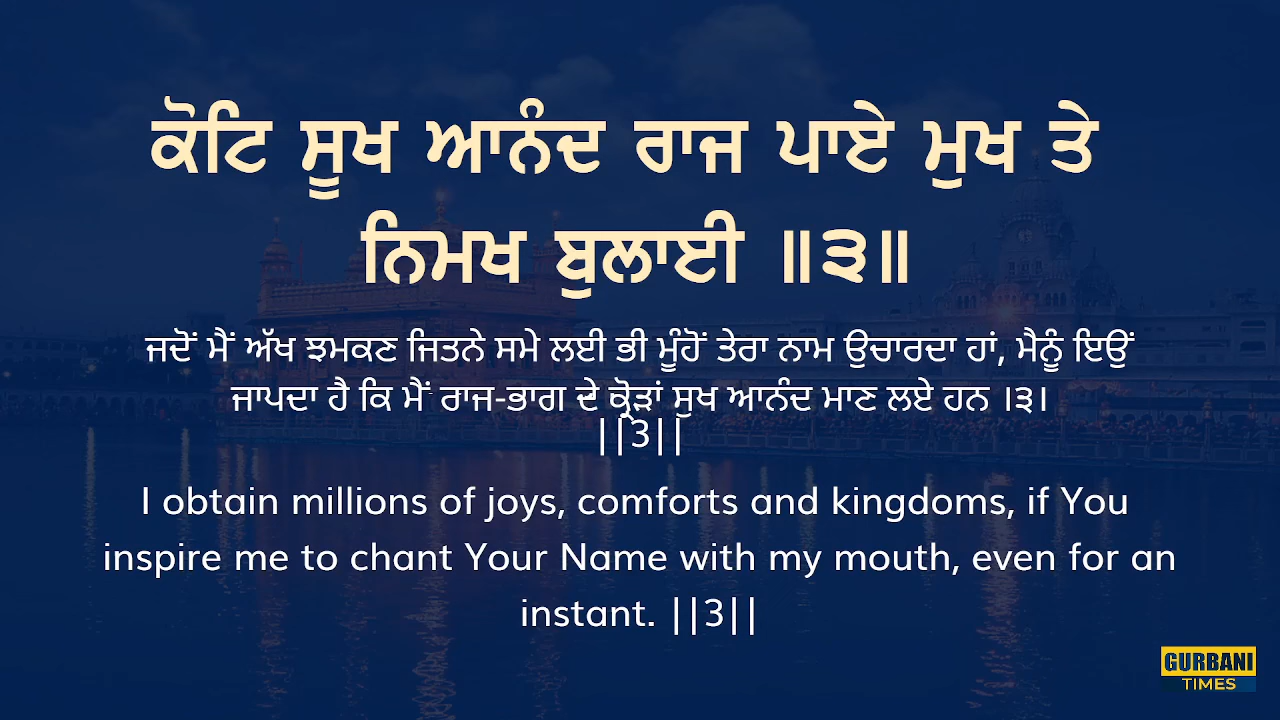 ਕੋਟਿ ਸੂਖ ਆਨੰਦ ਰਾਜ ਪਾਏ ਮੁਖ ਤੇ
ਨਿਮਖ ਬੁਲਾਈ ॥੩॥
ਜਦੋਂ ਮੈਂ ਅੱਖ ਝਮਕਣ ਜਿਤਨੇ ਸਮੇ ਲਈ ਭੀ ਮੂੰਹੋਂ ਤੇਰਾ ਨਾਮ ਉਚਾਰਦਾ ਹਾਂ, ਮੈਨੂੰ ਇਉਂ
ਜਾਪਦਾ ਹੈ ਕਿ ਮੈਂ ਰਾਜ-ਭਾਗ ਦੇ ਕ੍ਰੋੜਾਂ ਸੁਖ ਆਨੰਦ ਮਾਣ ਲਏ ਹਨ ।੩।
||3||
I obtain millions of joys, comforts and kingdoms, if You
inspire me to chant Your Name with my mouth, even for an
instant. ||3||
GURBANI
TIMES